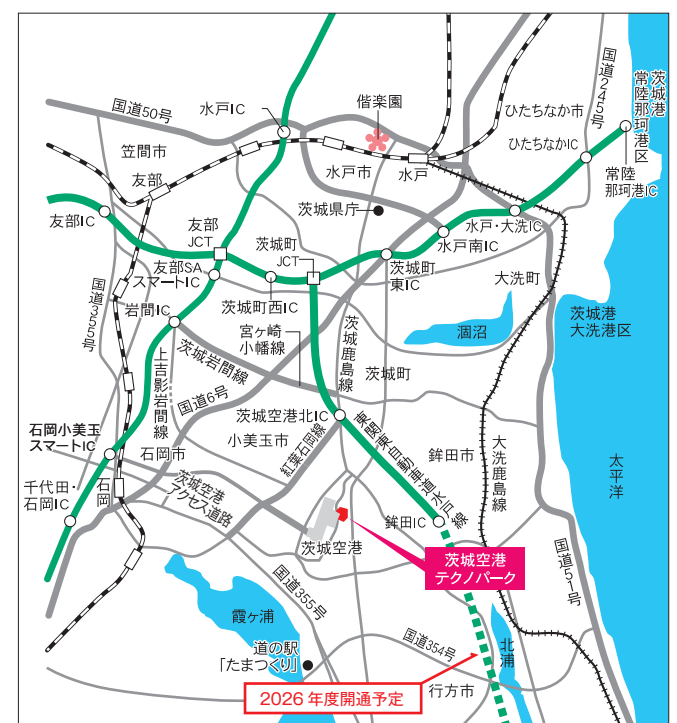 国道50号
水戸IC
偕楽園
国道245号
茨城港
常陸那珂港区
ひたちなか市
ひたちなかIC
常陸
那珂港IC
笠間市
友部
水戸市
水戸
茨城県庁
水戸・大洗IC
水戸南IC
友部IC
友部
JCT
茨城町
JCT
友部SA
スマートIC
茨城町西IC
茨城町
東IC
大洗町
国道355号
岩間IC
宮ヶ崎
小幡線
茨城鹿島線
涸沼
茨城港
大洗港区
茨城岩間線
上吉影岩間線
国道6号
茨城町
茨城空港北IC
石岡小美玉
スマートIC
石岡市
小美玉市
紅葉石岡線
東関東自動車道水戸線
鉾田市
大洗鹿島線
太平洋
千代田・
石岡IC
石岡
茨城空港
アクセス道路
茨城空港
鉾田IC
茨城空港
テクノパーク
国道51号
国道355号
霞ヶ浦
道の駅
「たまつくり」
国道354号
北浦
行方市
2026年度開通予定